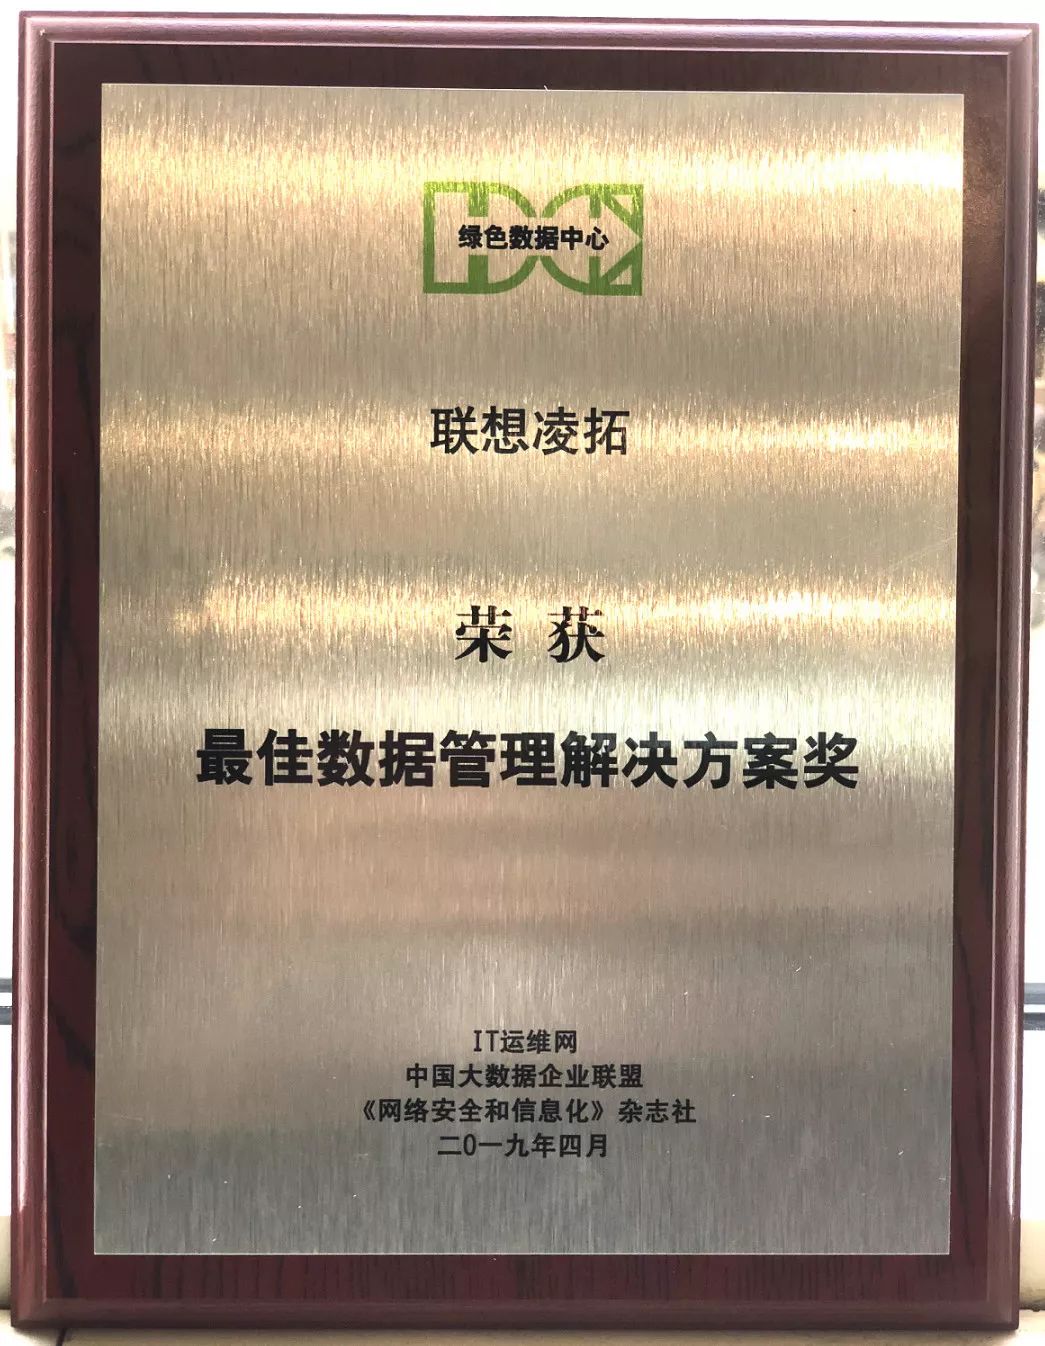 绿色数据中心
联想凌拓
荣 获
最佳数据管理解决方案奖
IT运维网
中国大数据企业联盟
《网络安全和信息化》杂志社
二0一九年四月